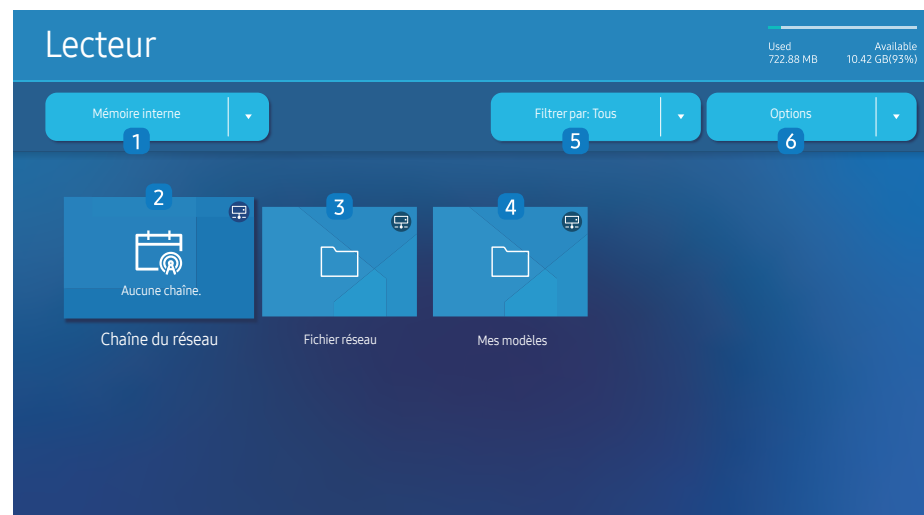 Lecteur
Used Available
722.88 MB 10.42 GB(93%)
Mémoire interne
Filtrer par: Tous
Options
1
5
6
2
3
4
Aucune chaîne.
Chaîne du réseau
Fichier réseau
Mes modèles